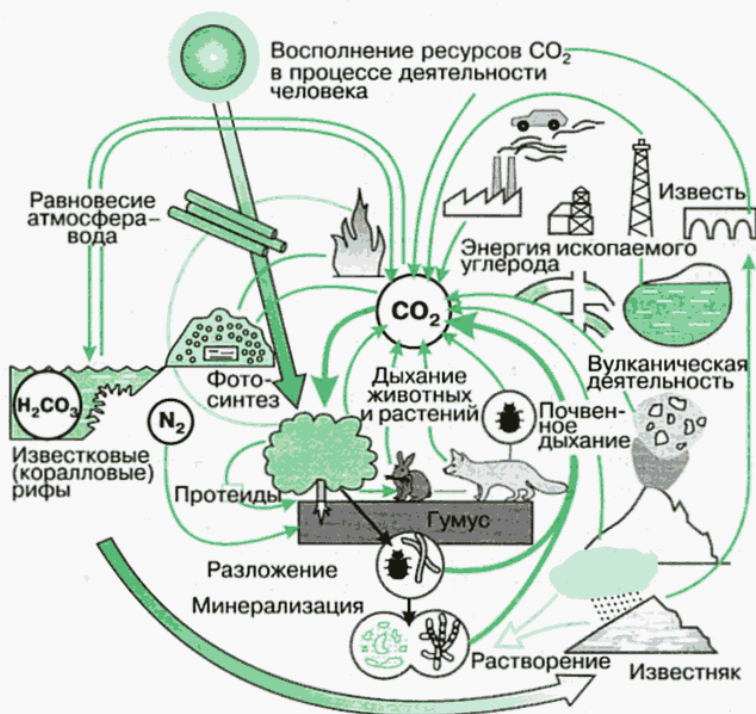 Восполнение ресурсов CO2
в процессе деятельности
человека
Равновесие
атмосфера–
вода
Известь
Энергия ископаемого
углерода
CO2
Вулканическая
деятельность
Фото-
синтез
Дыхание
животных
и растений
Почвен-
ное
дыхание
H2CO3
N2
Известковые
(коралловые)
рифы
Протеиды
Гумус
Разложение
Минерализация
Растворение
Известняк